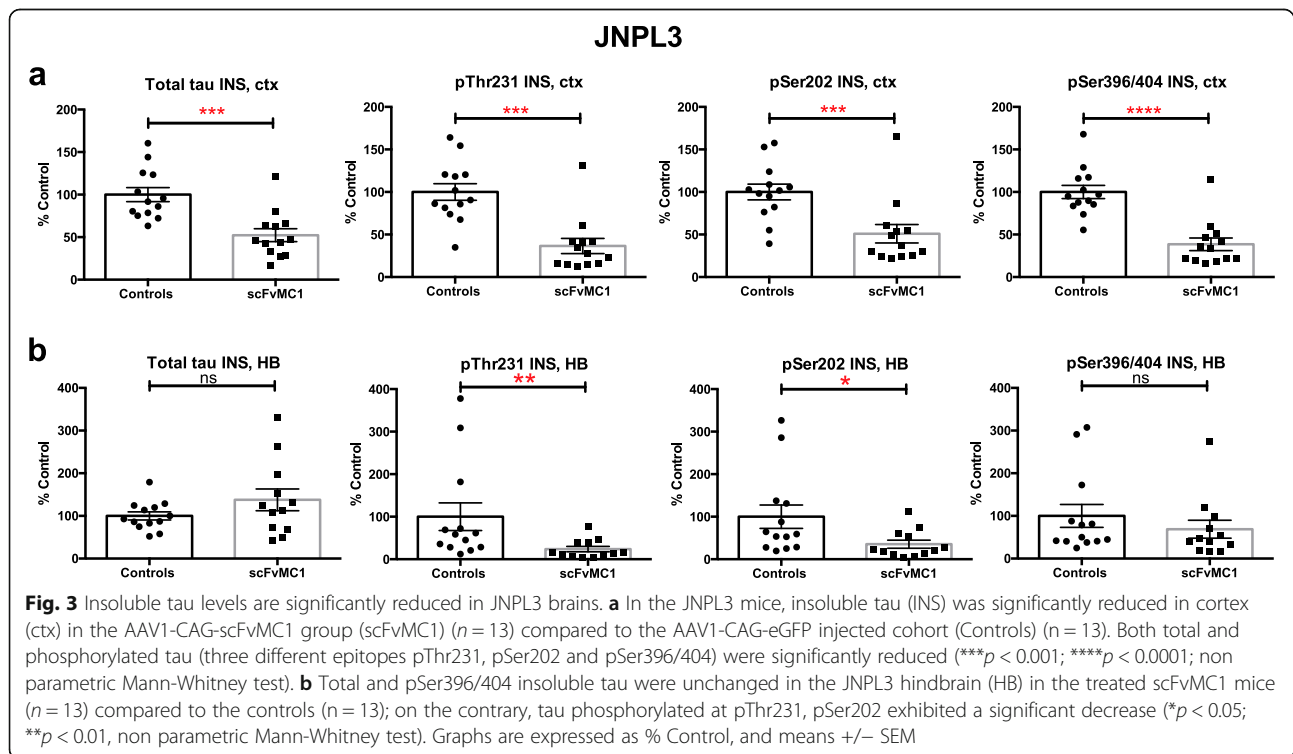 JNPL3
a
Total tau INS, ctx
***
% Control
200
150
100
50
0
Controls
scFvMC1
pThr231 INS, ctx
***
% Control
200
150
100
50
0
Controls
scFvMC1
pSer202 INS, ctx
***
% Control
200
150
100
50
0
Controls
scFvMC1
pSer396/404 INS, ctx
****
% Control
200
150
100
50
0
Controls
scFvMC1
b
Total tau INS, HB
ns
% Control
400
300
200
100
0
Controls
scFvMC1
pThr231 INS, HB
**
% Control
400
300
200
100
0
Controls
scFvMC1
pSer202 INS, HB
*
% Control
400
300
200
100
0
Controls
scFvMC1
pSer396/404 INS, HB
ns
% Control
400
300
200
100
0
Controls
scFvMC1
Fig. 3 Insoluble tau levels are significantly reduced in JNPL3 brains. a In the JNPL3 mice, insoluble tau (INS) was significantly reduced in cortex
(ctx) in the AAV1-CAG-scFvMC1 group (scFvMC1) (n = 13) compared to the AAV1-CAG-eGFP injected cohort (Controls) (n = 13). Both total and
phosphorylated tau (three different epitopes pThr231, pSer202 and pSer396/404) were significantly reduced (***p < 0.001; ****p < 0.0001; non
parametric Mann-Whitney test). b Total and pSer396/404 insoluble tau were unchanged in the JNPL3 hindbrain (HB) in the treated scFvMC1 mice
(n = 13) compared to the controls (n = 13); on the contrary, tau phosphorylated at pThr231, pSer202 exhibited a significant decrease (*p < 0.05;
**p < 0.01, non parametric Mann-Whitney test). Graphs are expressed as % Control, and means +/− SEM